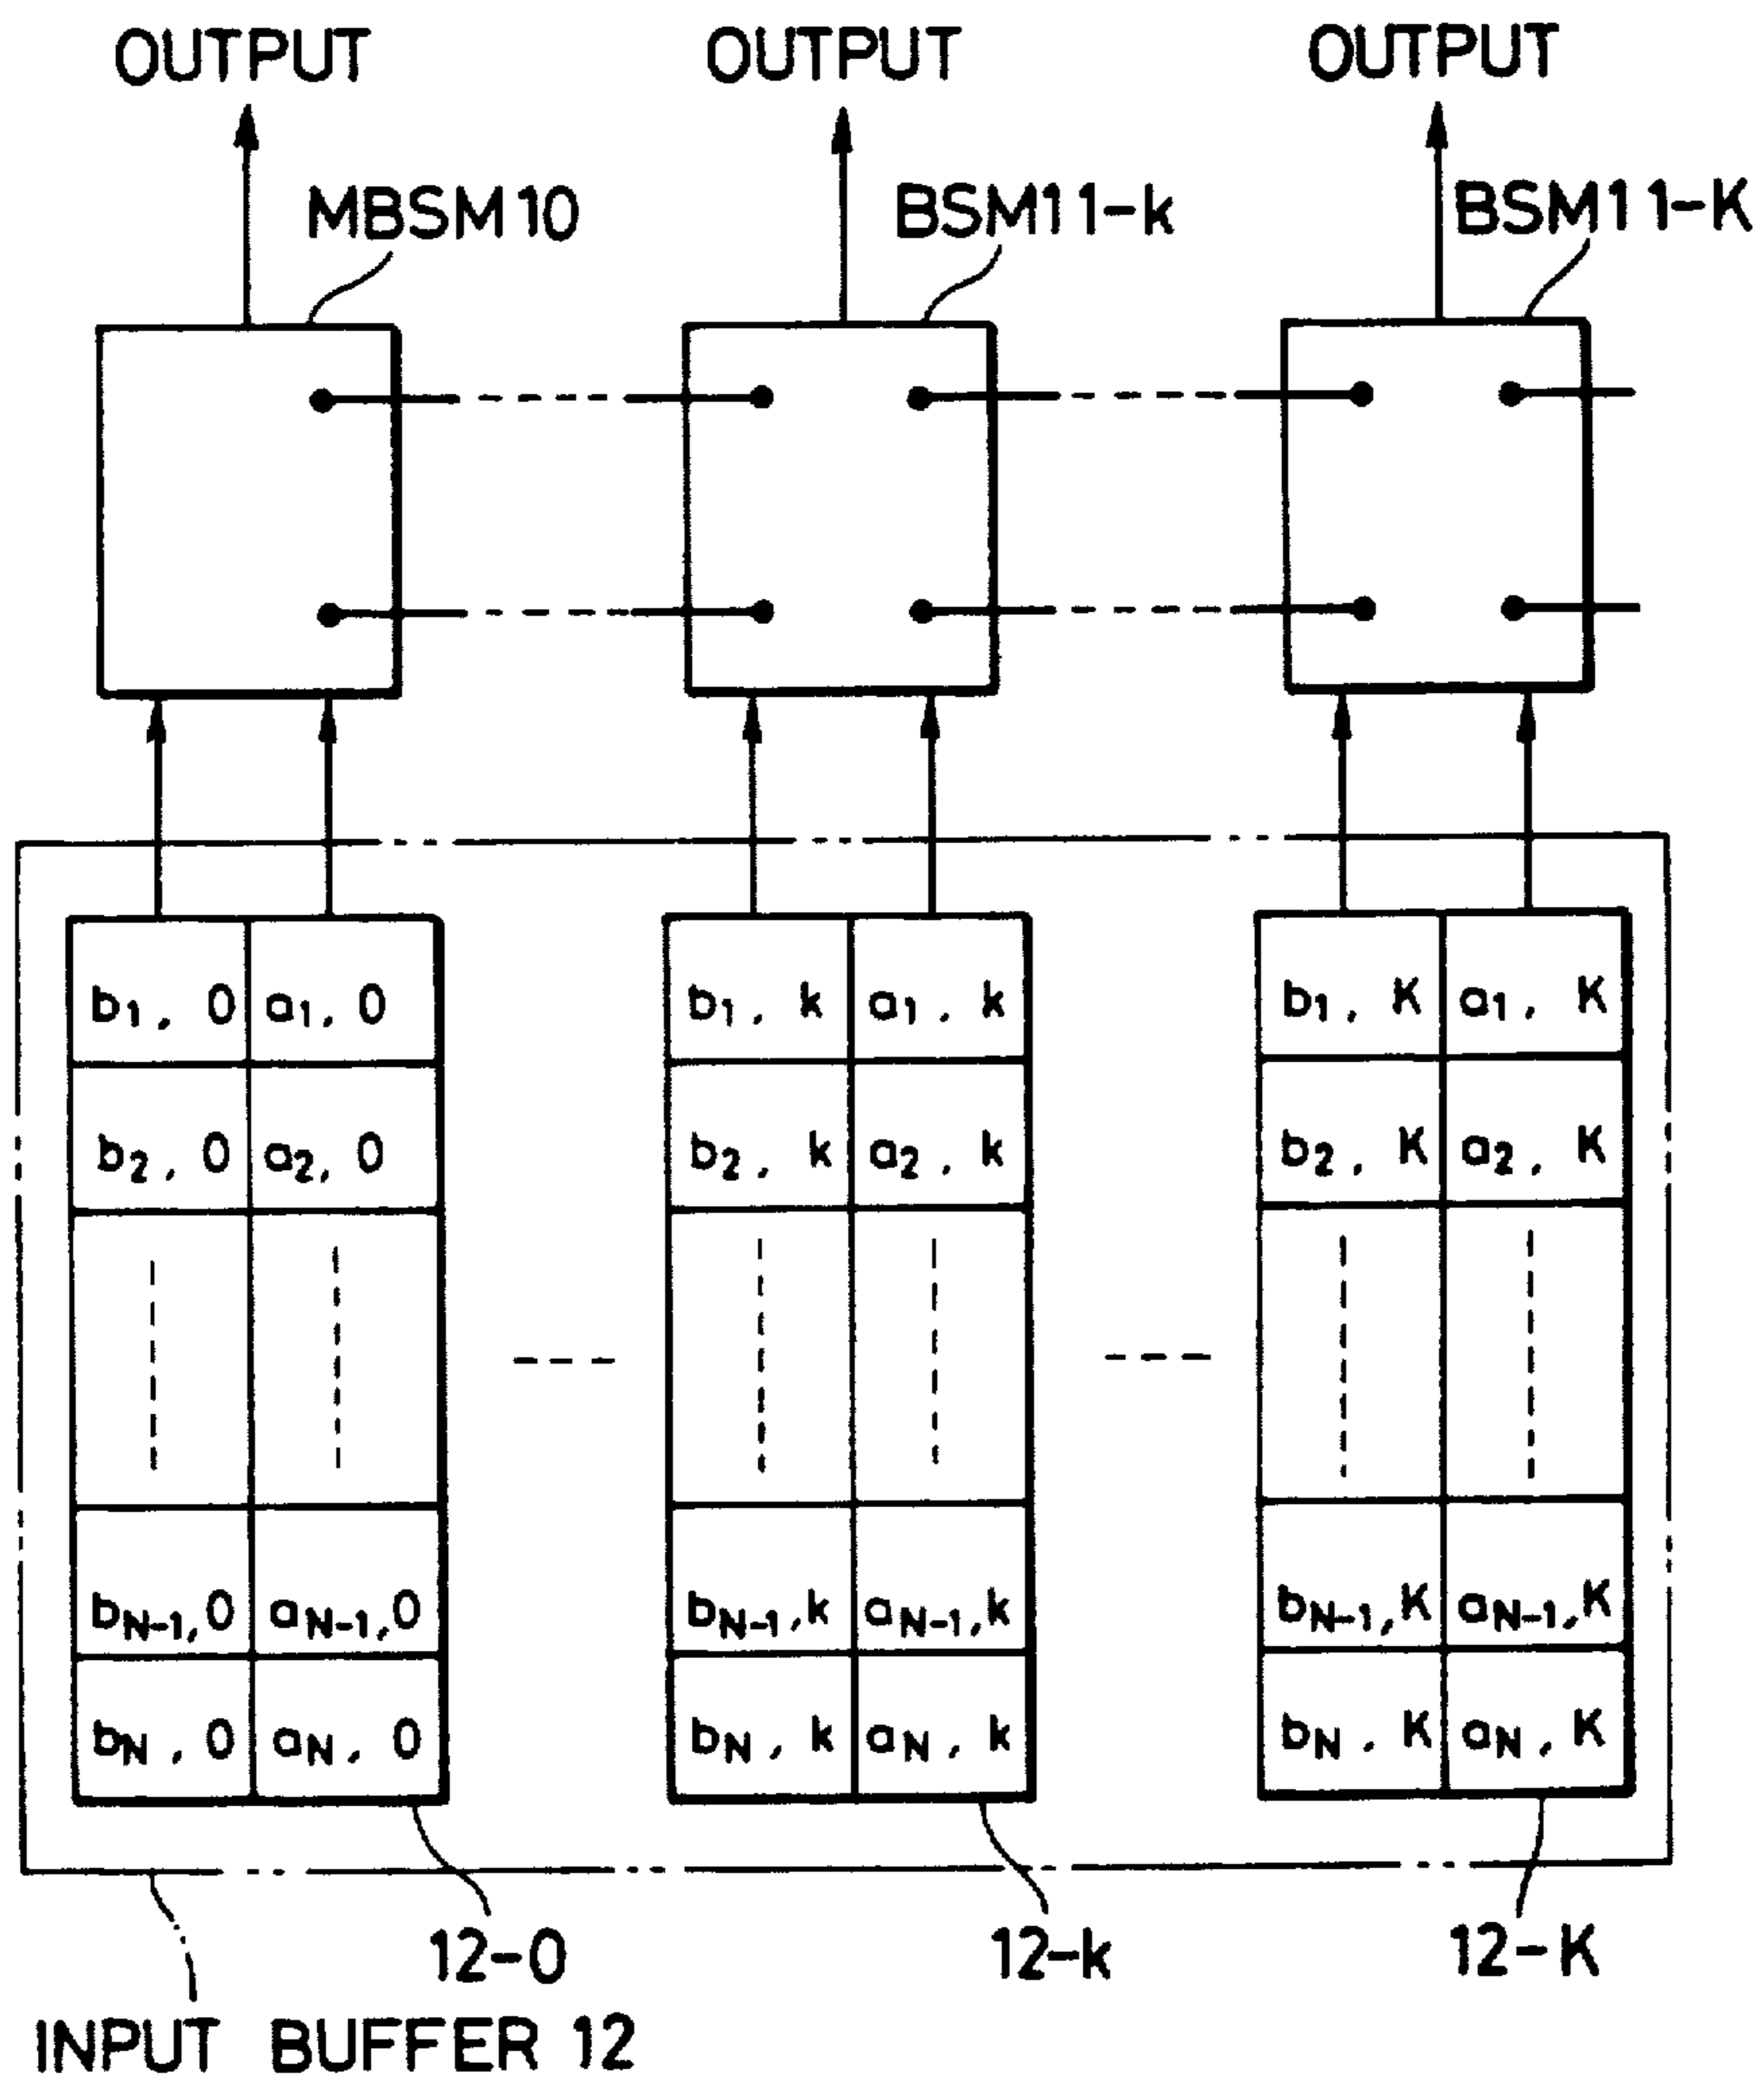 OUTPUT OUTPUT OUTPUT
MBSM10 BSM11-k BSM11-K
b1, 0 a1, 0 b1, k a1, k b1, K a1, K
b2, 0 a2, 0 b2, k a2, k b2, K a2, K
bN-1, 0 aN-1, 0 bN-1, k aN-1, k bN-1, K aN-1, K
bN, 0 aN, 0 bN, k aN, k bN, K aN, K
12-0 12-k 12-K
INPUT BUFFER 12